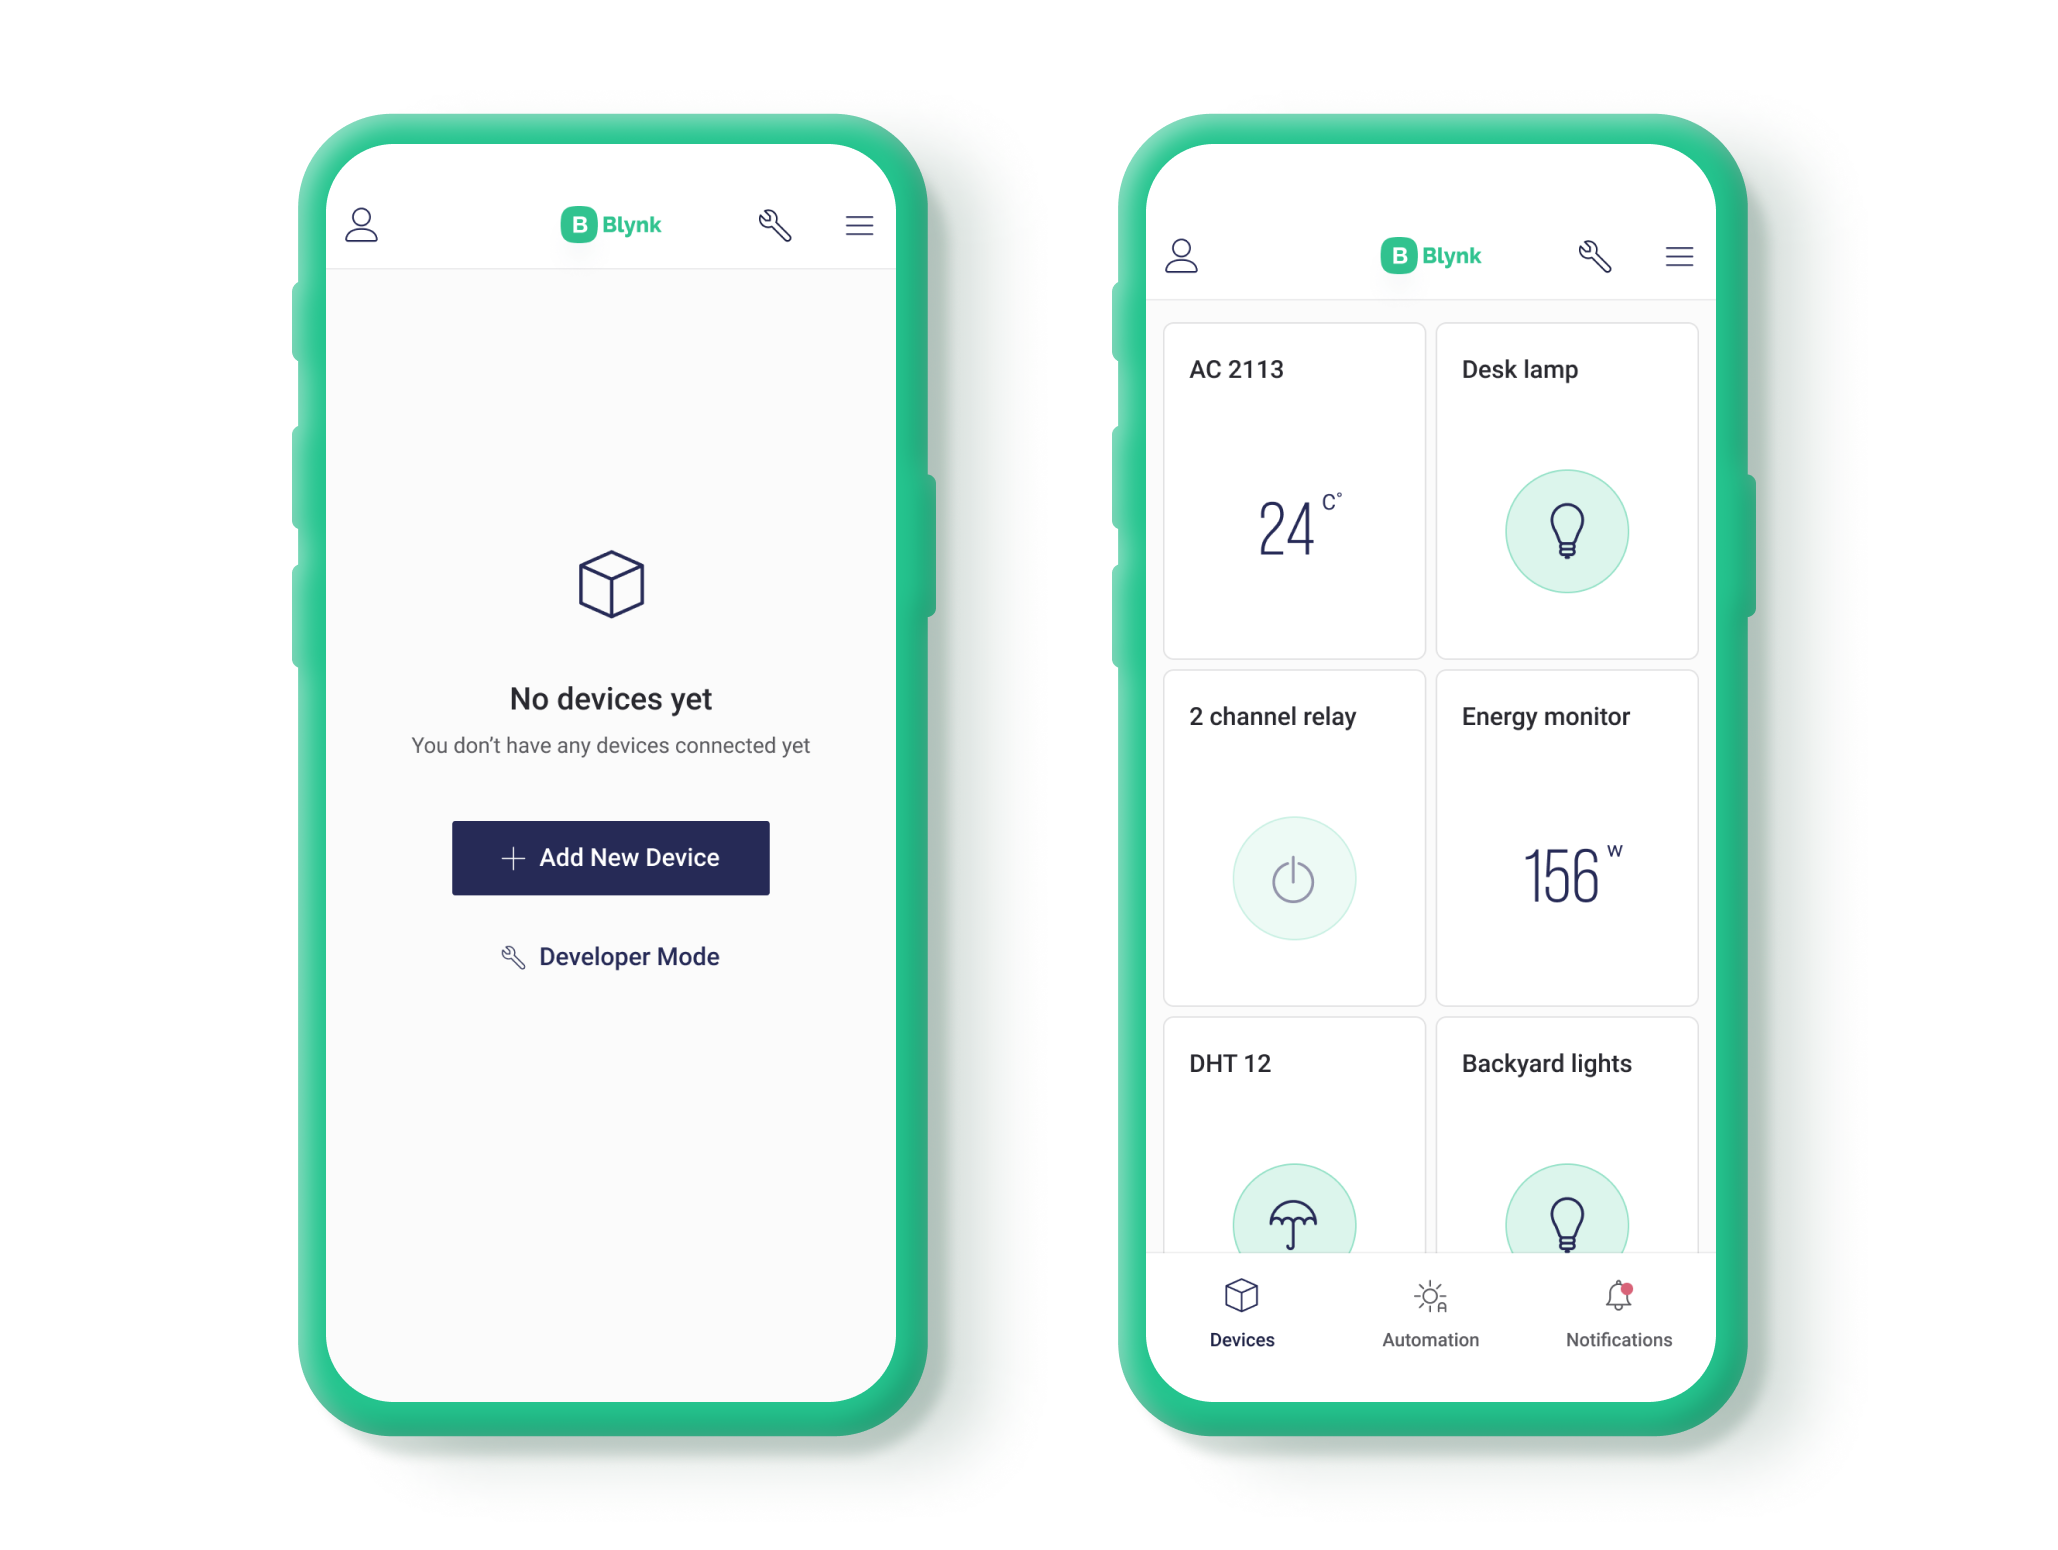 B Blynk
No devices yet
You don't have any devices connected yet
Add New Device
Developer Mode
B Blynk
AC 2113
Desk lamp
24 C°
2 channel relay
Energy monitor
156 W
DHT 12
Backyard lights
Devices
Automation
Notifications